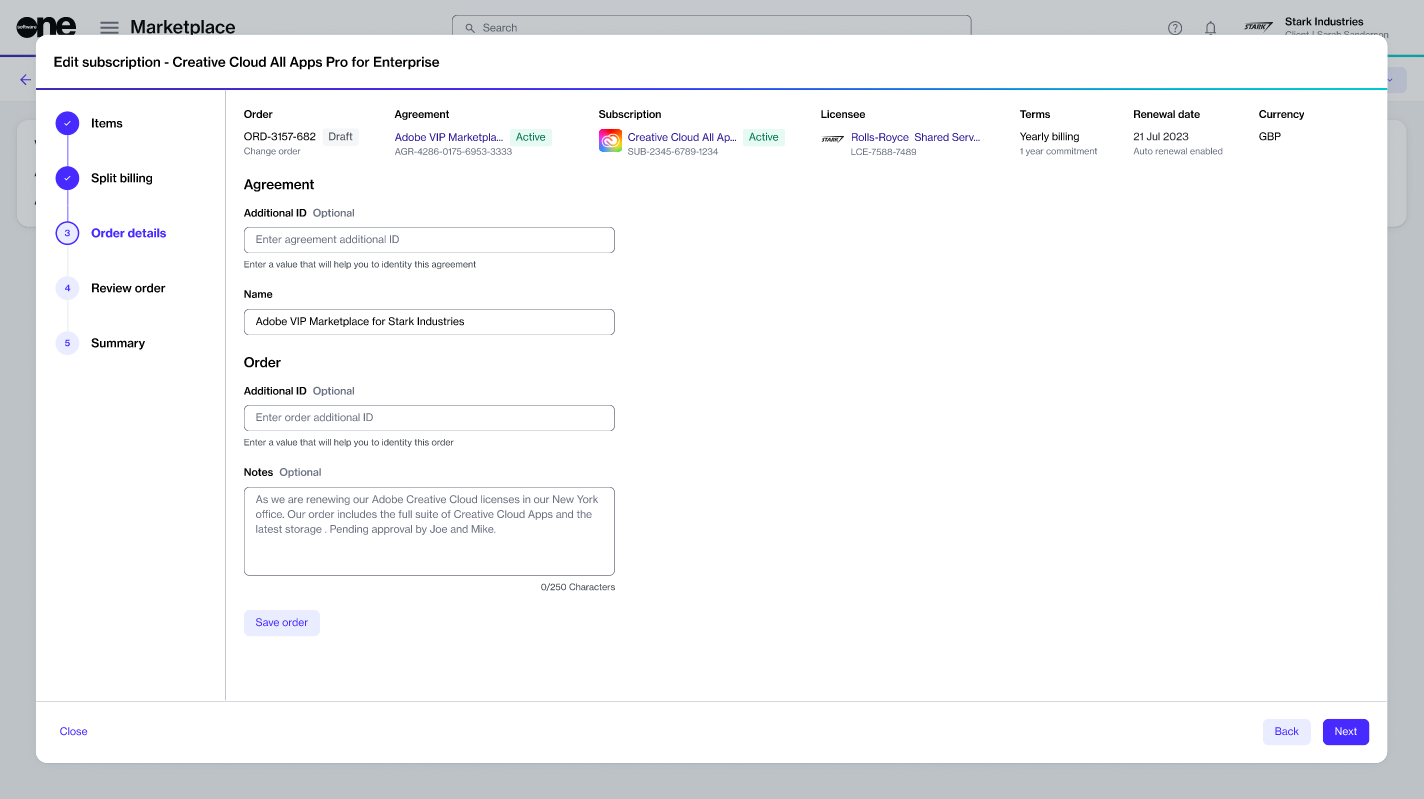 software one
Marketplace
Search
Stark Industries
Client | Sarah Sanderson
Edit subscription - Creative Cloud All Apps Pro for Enterprise
Items
Split billing
3 Order details
4 Review order
5 Summary
Order Agreement Subscription Licensee Terms Renewal date Currency
ORD-3157-682 Draft Adobe VIP Marketpla... Active Creative Cloud All Ap... Active STARK Rolls-Royce Shared Serv... Yearly billing 21 Jul 2023 GBP
Change order AGR-4286-0175-6953-3333 SUB-2345-6789-1234 LCE-7588-7489 1 year commitment Auto renewal enabled
Agreement
Additional ID Optional
Enter agreement additional ID
Enter a value that will help you to identity this agreement
Name
Adobe VIP Marketplace for Stark Industries
Order
Additional ID Optional
Enter order additional ID
Enter a value that will help you to identity this order
Notes Optional
As we are renewing our Adobe Creative Cloud licenses in our New York
office. Our order includes the full suite of Creative Cloud Apps and the
latest storage . Pending approval by Joe and Mike.
0/250 Characters
Save order
Close
Back
Next